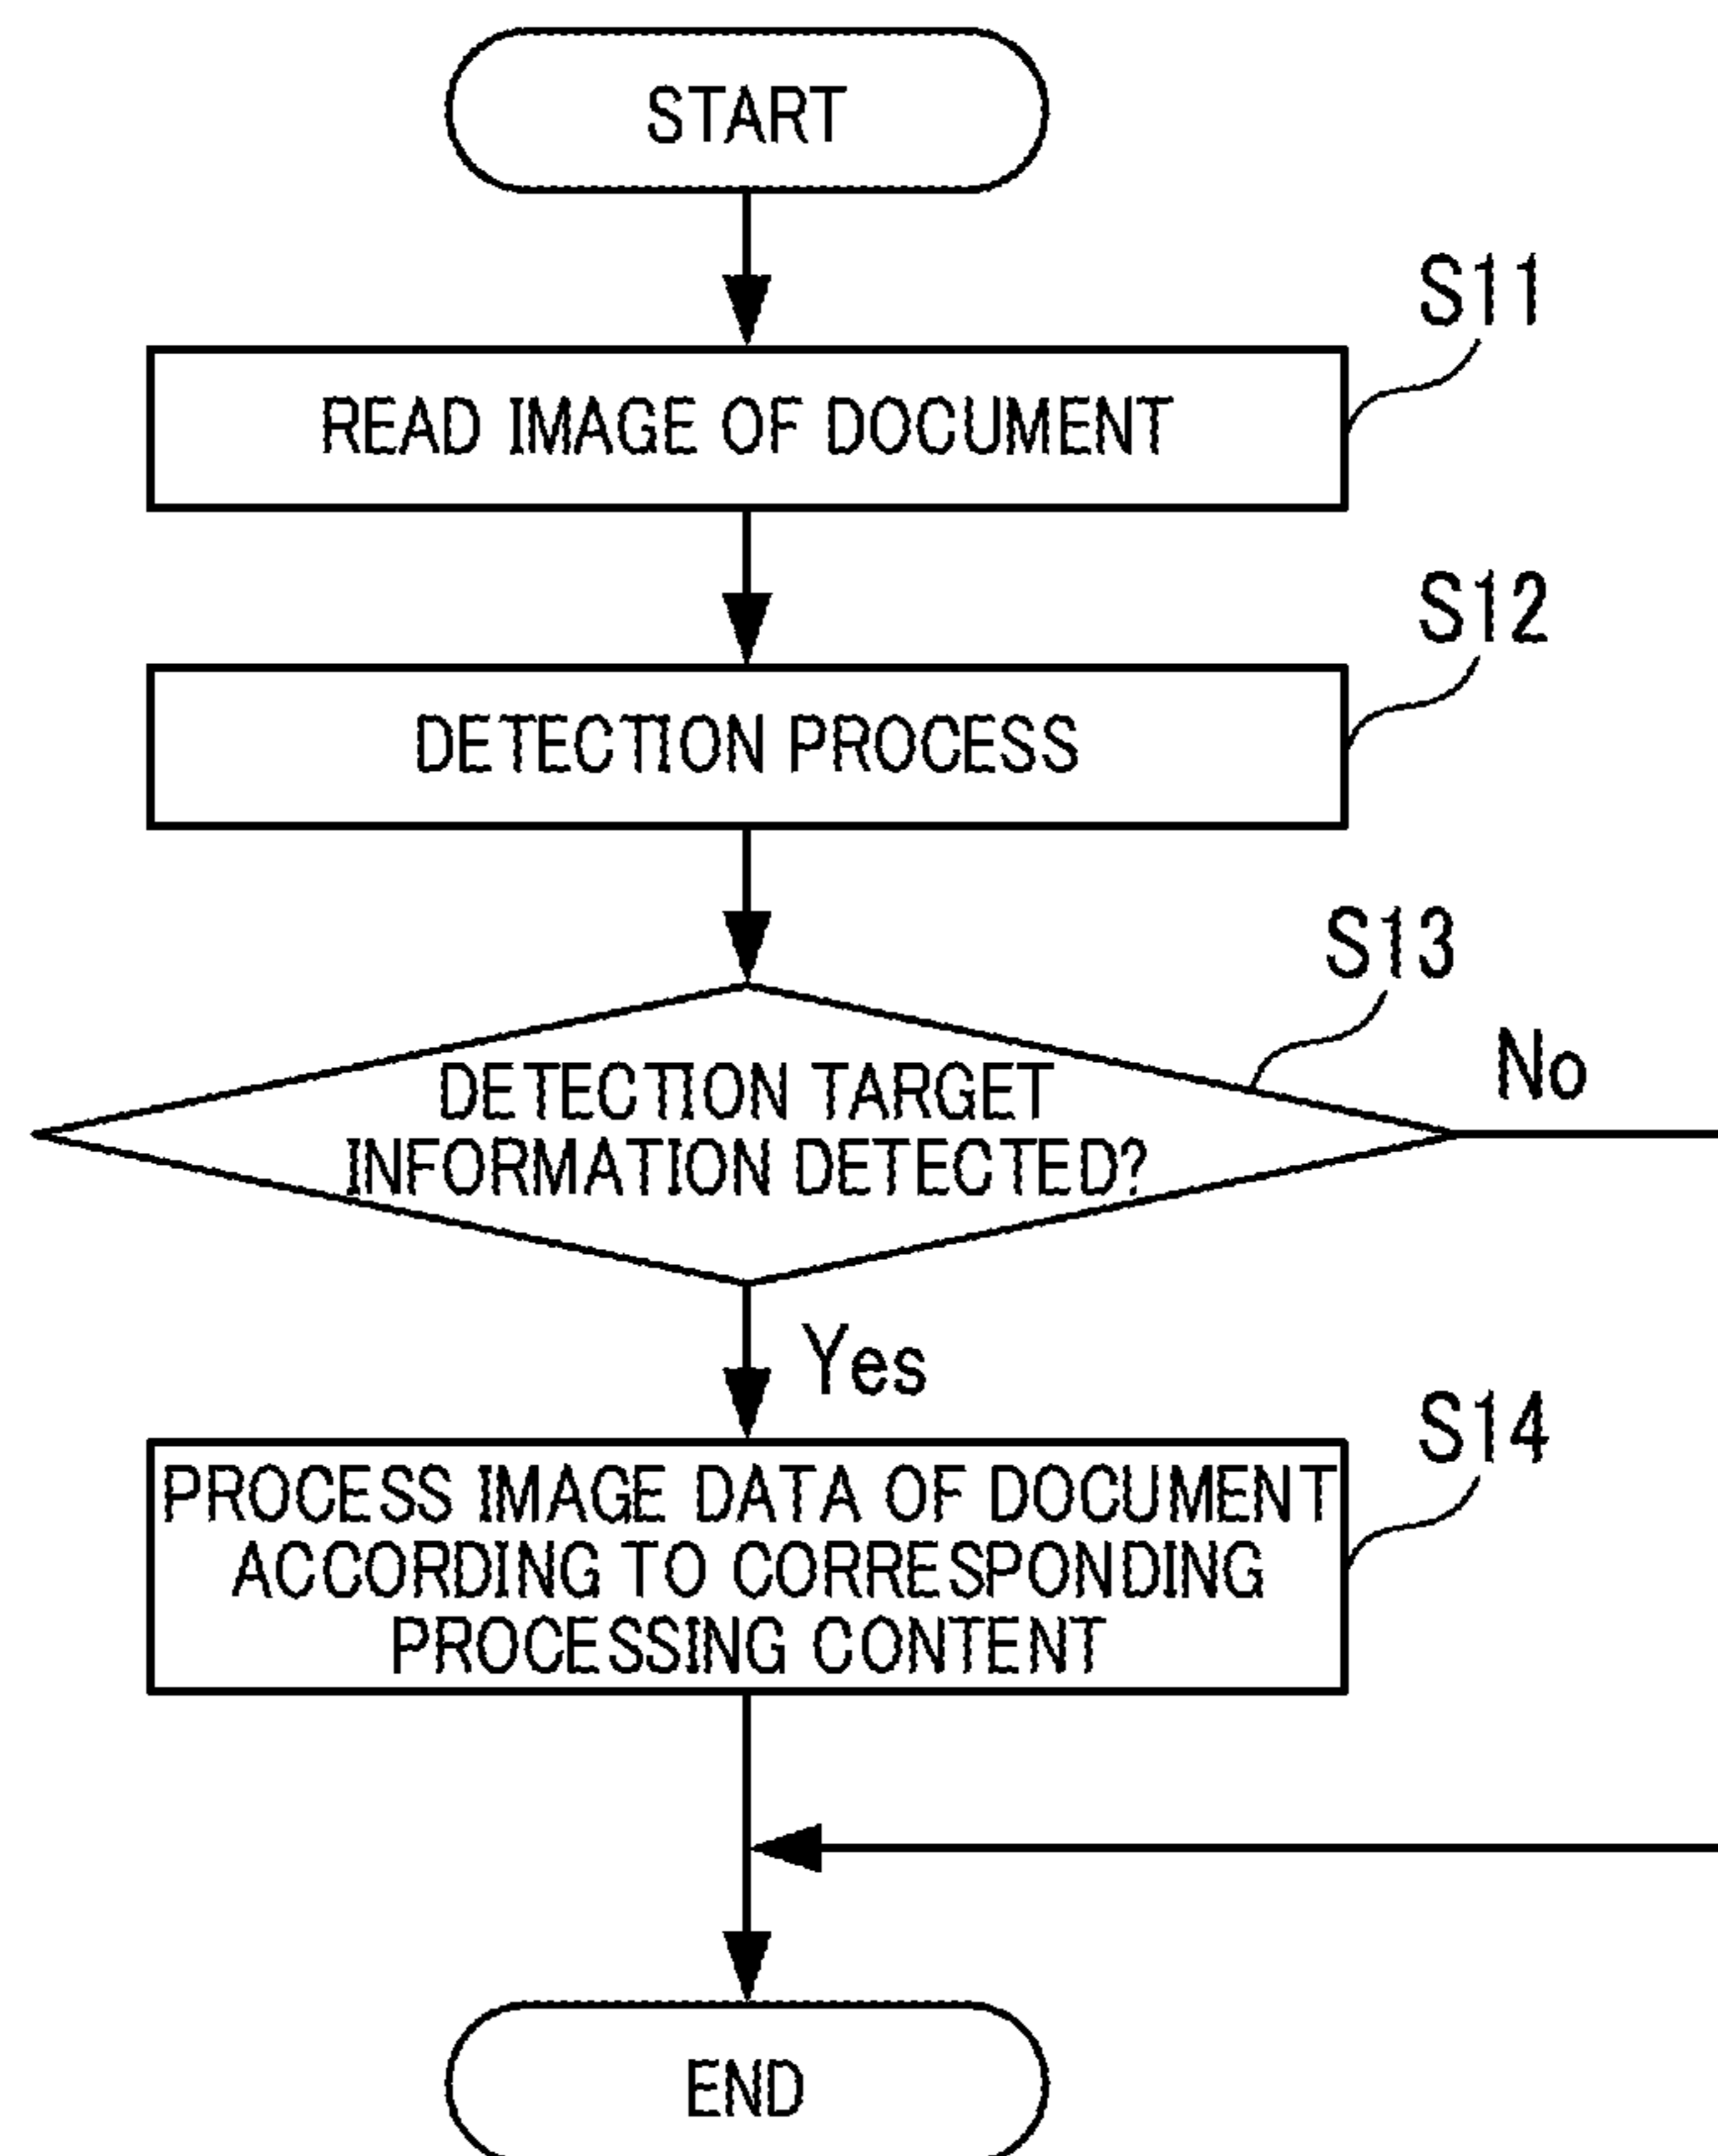 START
S11
READ IMAGE OF DOCUMENT
S12
DETECTION PROCESS
S13
DETECTION TARGET
INFORMATION DETECTED?
No
Yes
S14
PROCESS IMAGE DATA OF DOCUMENT
ACCORDING TO CORRESPONDING
PROCESSING CONTENT
END